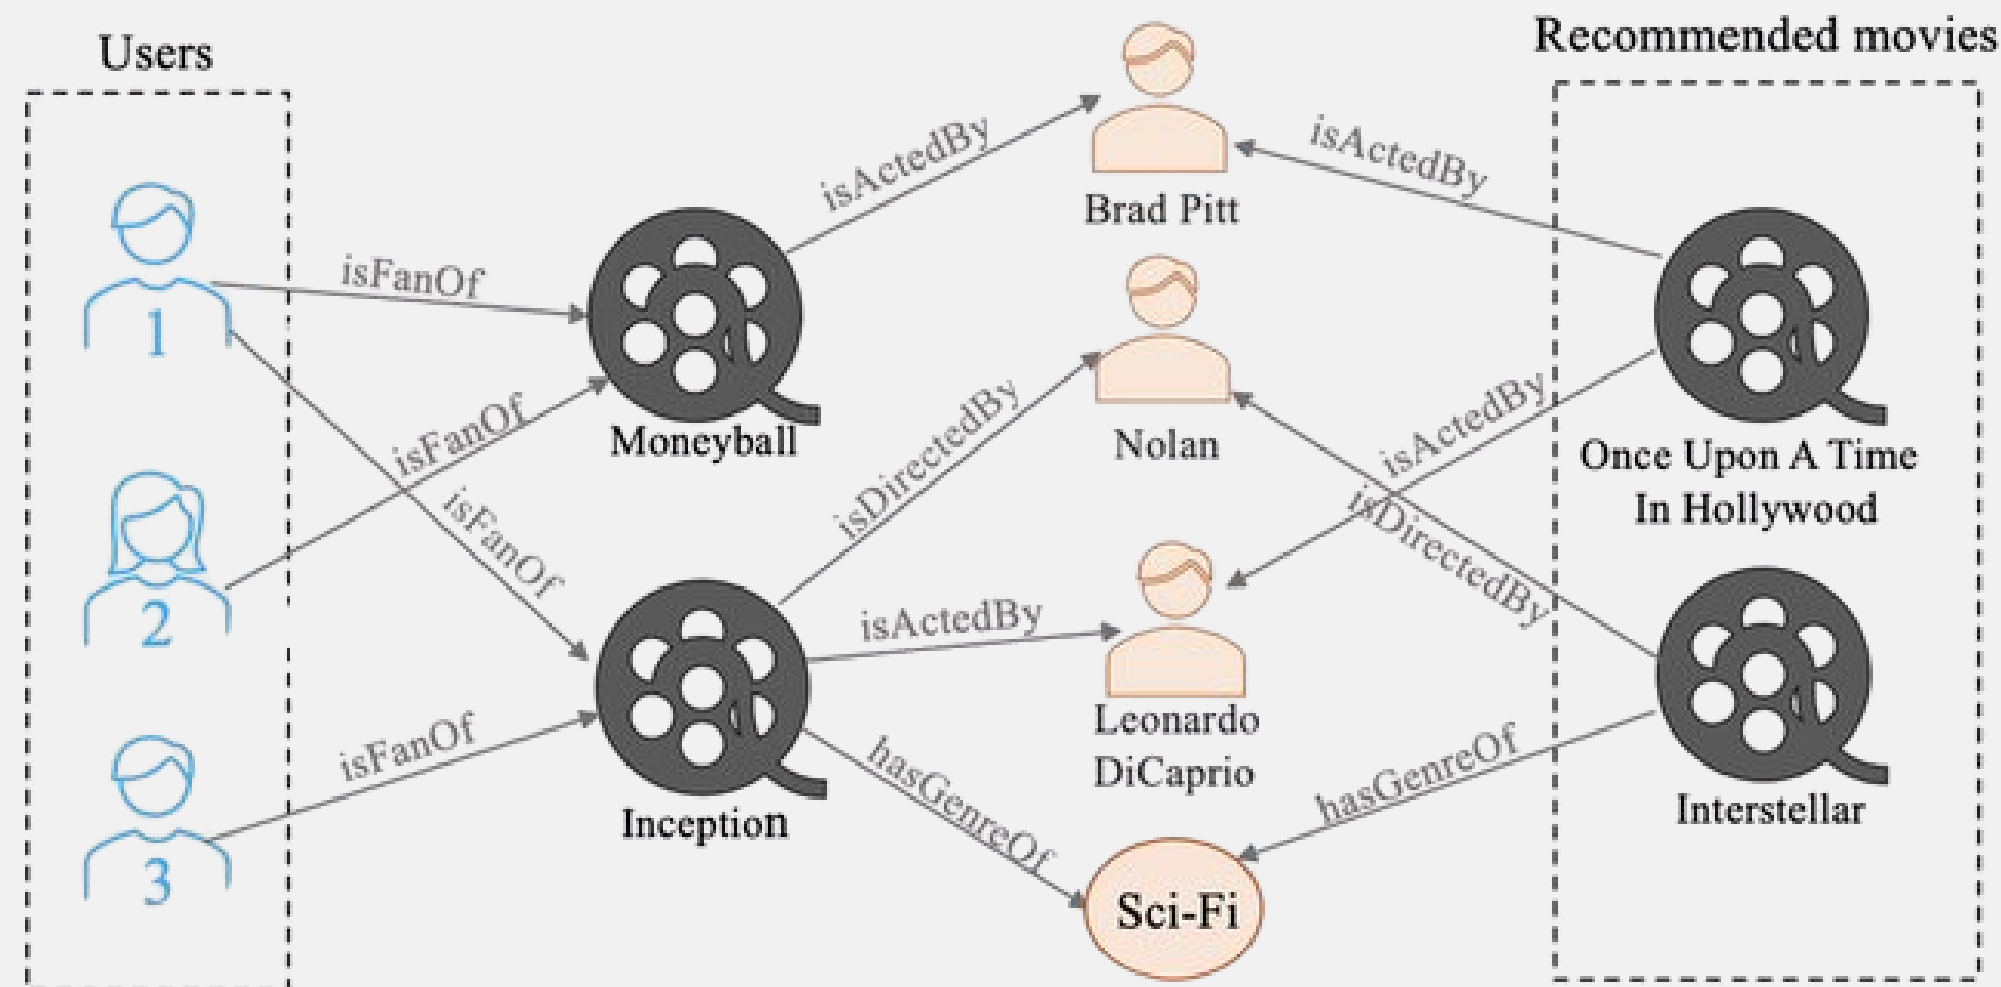 Users
Recommended movies
isActedBy
isActedBy
Brad Pitt
isFanOf
1
isFanOf
Moneyball
isFanOf
isDirectedBy
Nolan
isActedBy
Once Upon A Time
In Hollywood
isDirectedBy
2
isActedBy
Leonardo
DiCaprio
isFanOf
3
Inception
hasGenreOf
hasGenreOf
Interstellar
Sci-Fi